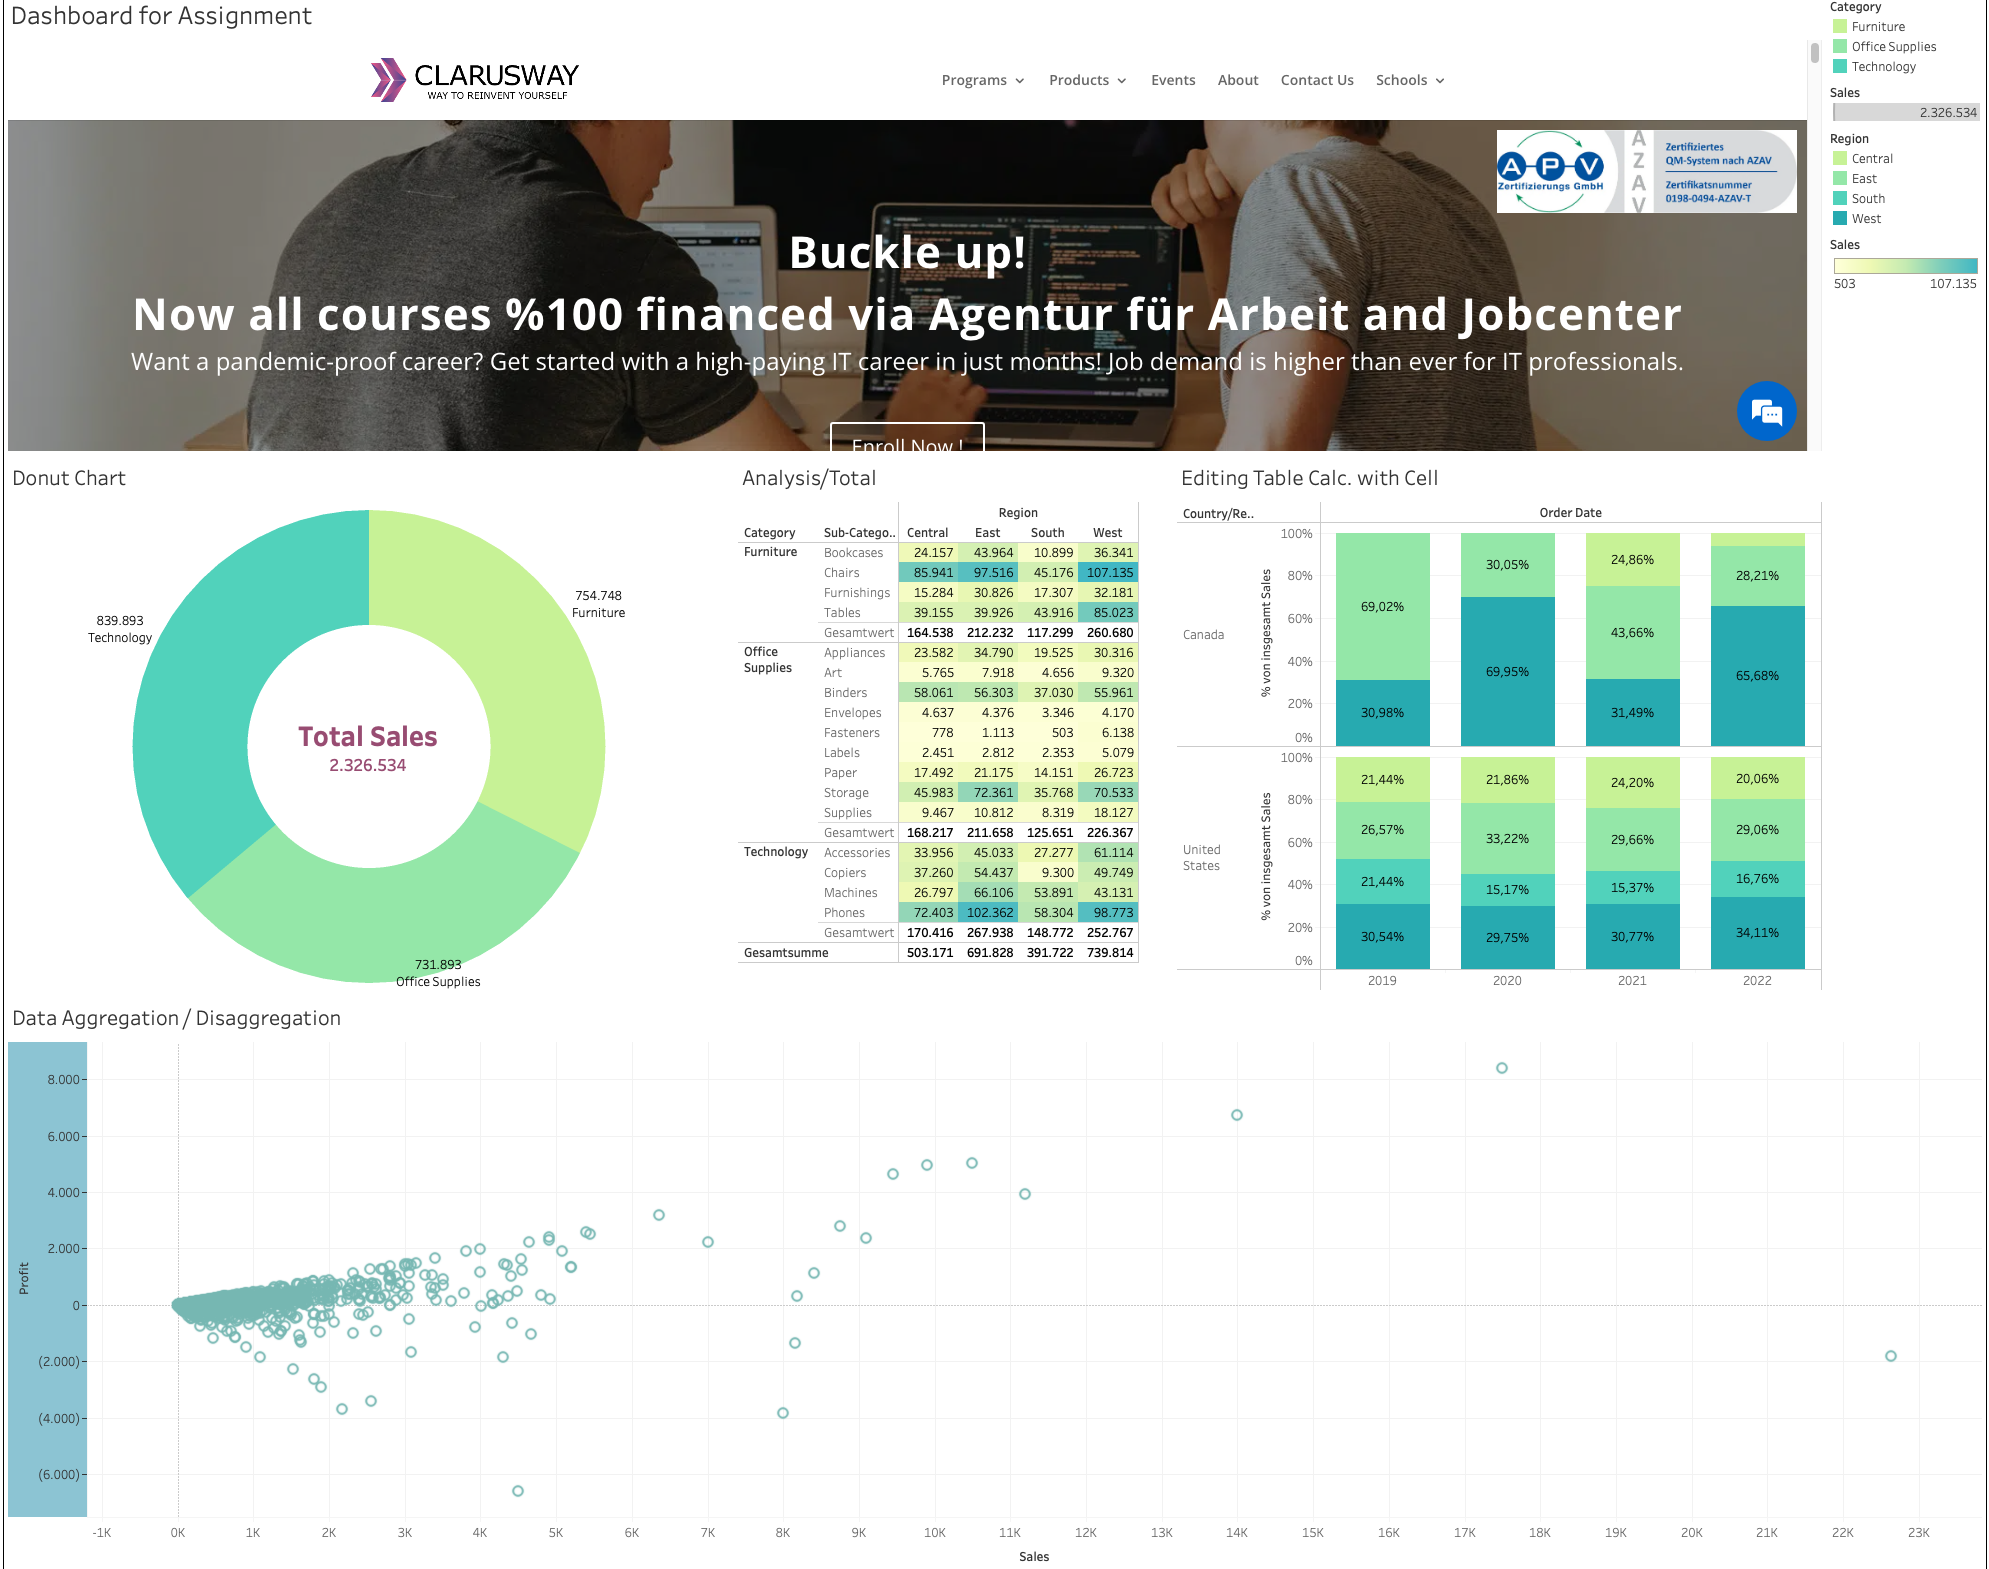 Dashboard for Assignment
CLARUSWAY
WAY TO REINVENT YOURSELF
Programs
Products
Events
About
Contact Us
Schools
A-P-V
Zertifizierungs GmbH
AZAV
Zertifiziertes
QM-System nach AZAV
Zertifikatsnummer
0198-0494-AZAV-T
Buckle up!
Now all courses %100 financed via Agentur für Arbeit and Jobcenter
Want a pandemic-proof career? Get started with a high-paying IT career in just months! Job demand is higher than ever for IT professionals.
Enroll Now !
Category
Furniture
Office Supplies
Technology
Sales
2.326.534
Region
Central
East
South
West
Sales
503 107.135
Donut Chart
754.748
Furniture
839.893
Technology
Total Sales
2.326.534
731.893
Office Supplies
Analysis/Total
Region
Category Sub-Catego.. Central East South West
Furniture Bookcases 24.157 43.964 10.899 36.341
Chairs 85.941 97.516 45.176 107.135
Furnishings 15.284 30.826 17.307 32.181
Tables 39.155 39.926 43.916 85.023
Gesamtwert 164.538 212.232 117.299 260.680
Office Supplies Appliances 23.582 34.790 19.525 30.316
Art 5.765 7.918 4.656 9.320
Binders 58.061 56.303 37.030 55.961
Envelopes 4.637 4.376 3.346 4.170
Fasteners 778 1.113 503 6.138
Labels 2.451 2.812 2.353 5.079
Paper 17.492 21.175 14.151 26.723
Storage 45.983 72.361 35.768 70.533
Supplies 9.467 10.812 8.319 18.127
Gesamtwert 168.217 211.658 125.651 226.367
Technology Accessories 33.956 45.033 27.277 61.114
Copiers 37.260 54.437 9.300 49.749
Machines 26.797 66.106 53.891 43.131
Phones 72.403 102.362 58.304 98.773
Gesamtwert 170.416 267.938 148.772 252.767
Gesamtsumme 503.171 691.828 391.722 739.814
Editing Table Calc. with Cell
Country/Re.. Order Date
Canada
% von insgesamt Sales
100%
80%
60%
40%
20%
0%
69,02%
30,98%
30,05%
69,95%
24,86%
43,66%
31,49%
28,21%
65,68%
United
States
% von insgesamt Sales
100%
80%
60%
40%
20%
0%
21,44%
26,57%
21,44%
30,54%
21,86%
33,22%
15,17%
29,75%
24,20%
29,66%
15,37%
30,77%
20,06%
29,06%
16,76%
34,11%
2019 2020 2021 2022
Data Aggregation / Disaggregation
Profit
8.000
6.000
4.000
2.000
0
(2.000)
(4.000)
(6.000)
-1K 0K 1K 2K 3K 4K 5K 6K 7K 8K 9K 10K 11K 12K 13K 14K 15K 16K 17K 18K 19K 20K 21K 22K 23K
Sales